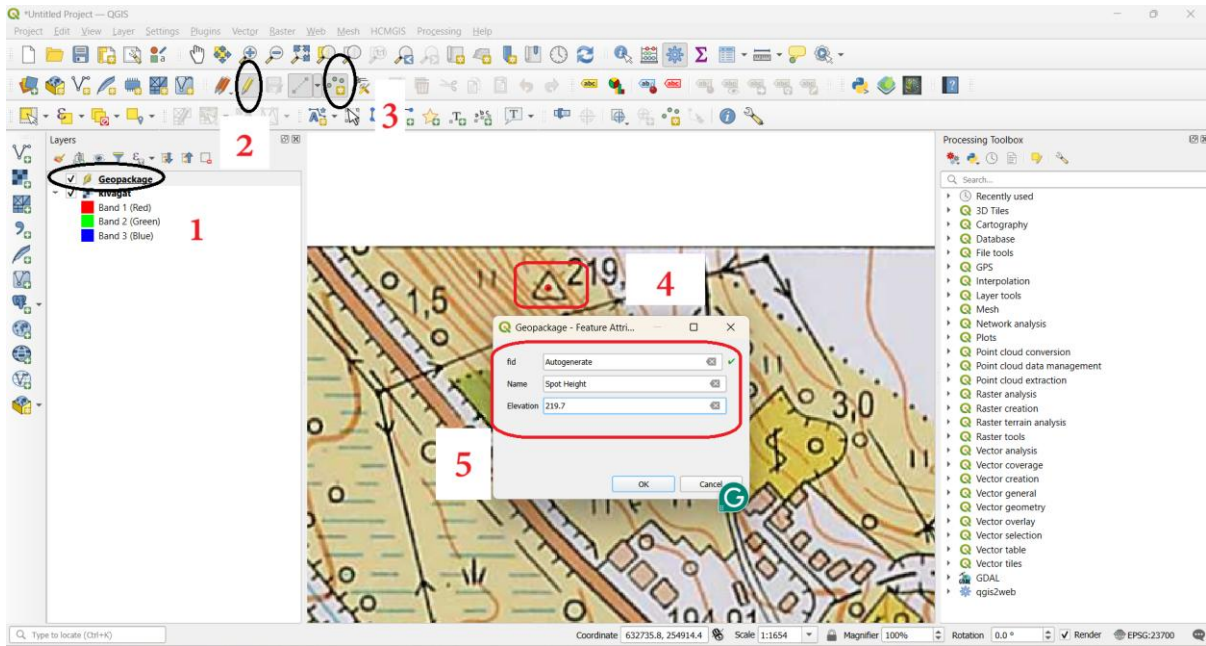 *Untitled Project — QGIS
Project Edit View Layer Settings Plugins Vector Raster Web Mesh HCMGIS Processing Help
2
3
Layers
Geopackage
kivagat
Band 1 (Red)
Band 2 (Green)
Band 3 (Blue)
1
219,
4
1,5
Geopackage - Feature Attri...
fid Autogenerate
Name Spot Height
Elevation 219.7
OK Cancel
5
3,0
194,01
Processing Toolbox
Search...
Recently used
3D Tiles
Cartography
Database
File tools
GPS
Interpolation
Layer tools
Mesh
Network analysis
Plots
Point cloud conversion
Point cloud data management
Point cloud extraction
Raster analysis
Raster creation
Raster terrain analysis
Raster tools
Vector analysis
Vector coverage
Vector creation
Vector general
Vector geometry
Vector overlay
Vector selection
Vector table
Vector tiles
GDAL
qgis2web
Type to locate (Ctrl+K)
Coordinate 632735.8, 254914.4 Scale 1:1654 Magnifier 100% Rotation 0.0 ° Render EPSG:23700